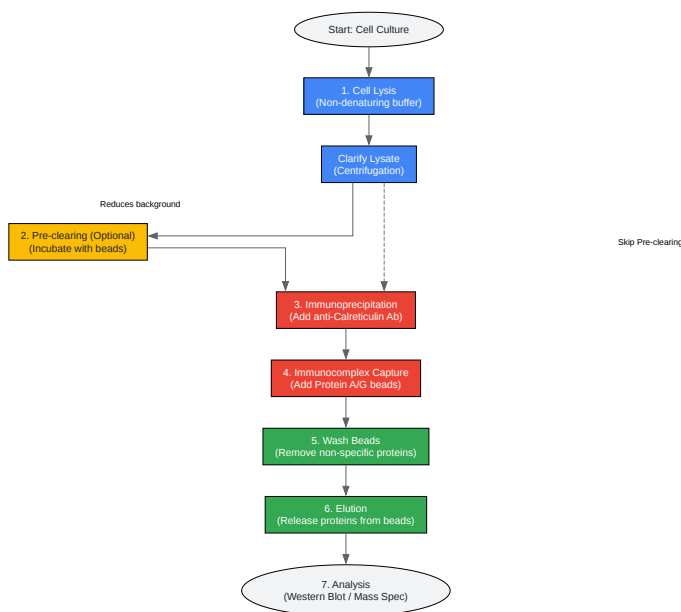 Start: Cell Culture
1. Cell Lysis
(Non-denaturing buffer)
Clarify Lysate
(Centrifugation)
Reduces background
2. Pre-clearing (Optional)
(Incubate with beads)
Skip Pre-clearing
3. Immunoprecipitation
(Add anti-Calreticulin Ab)
4. Immunocomplex Capture
(Add Protein A/G beads)
5. Wash Beads
(Remove non-specific proteins)
6. Elution
(Release proteins from beads)
7. Analysis
(Western Blot / Mass Spec)